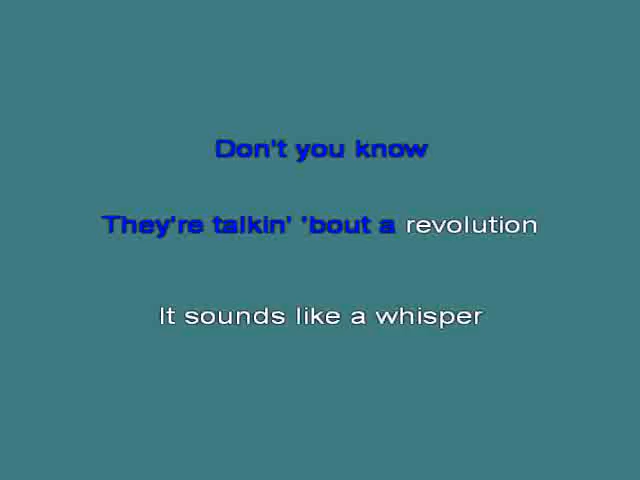 Don't you know
They're talkin' 'bout a revolution
It sounds like a whisper